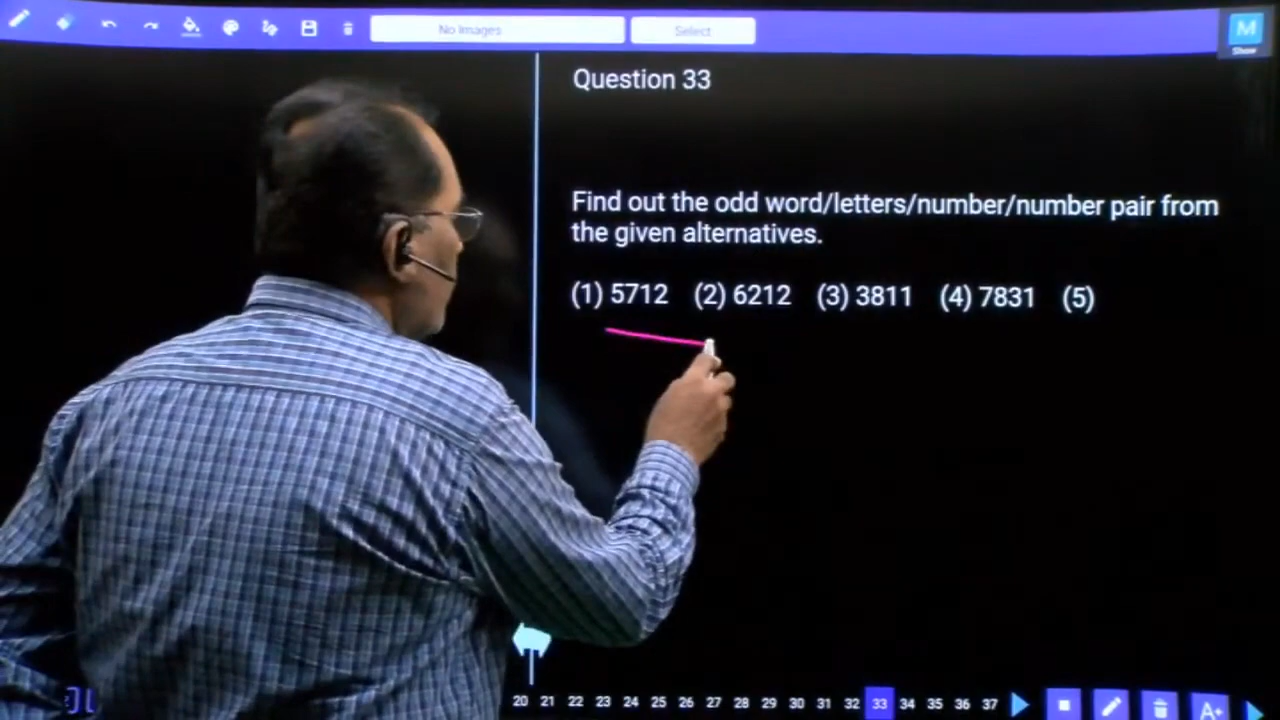 No Images Select
M
Show
Question 33
Find out the odd word/letters/number/number pair from
the given alternatives.
(1) 5712 (2) 6212 (3) 3811 (4) 7831 (5)
20 21 22 23 24 25 26 27 28 29 30 31 32 33 34 35 36 37
A+